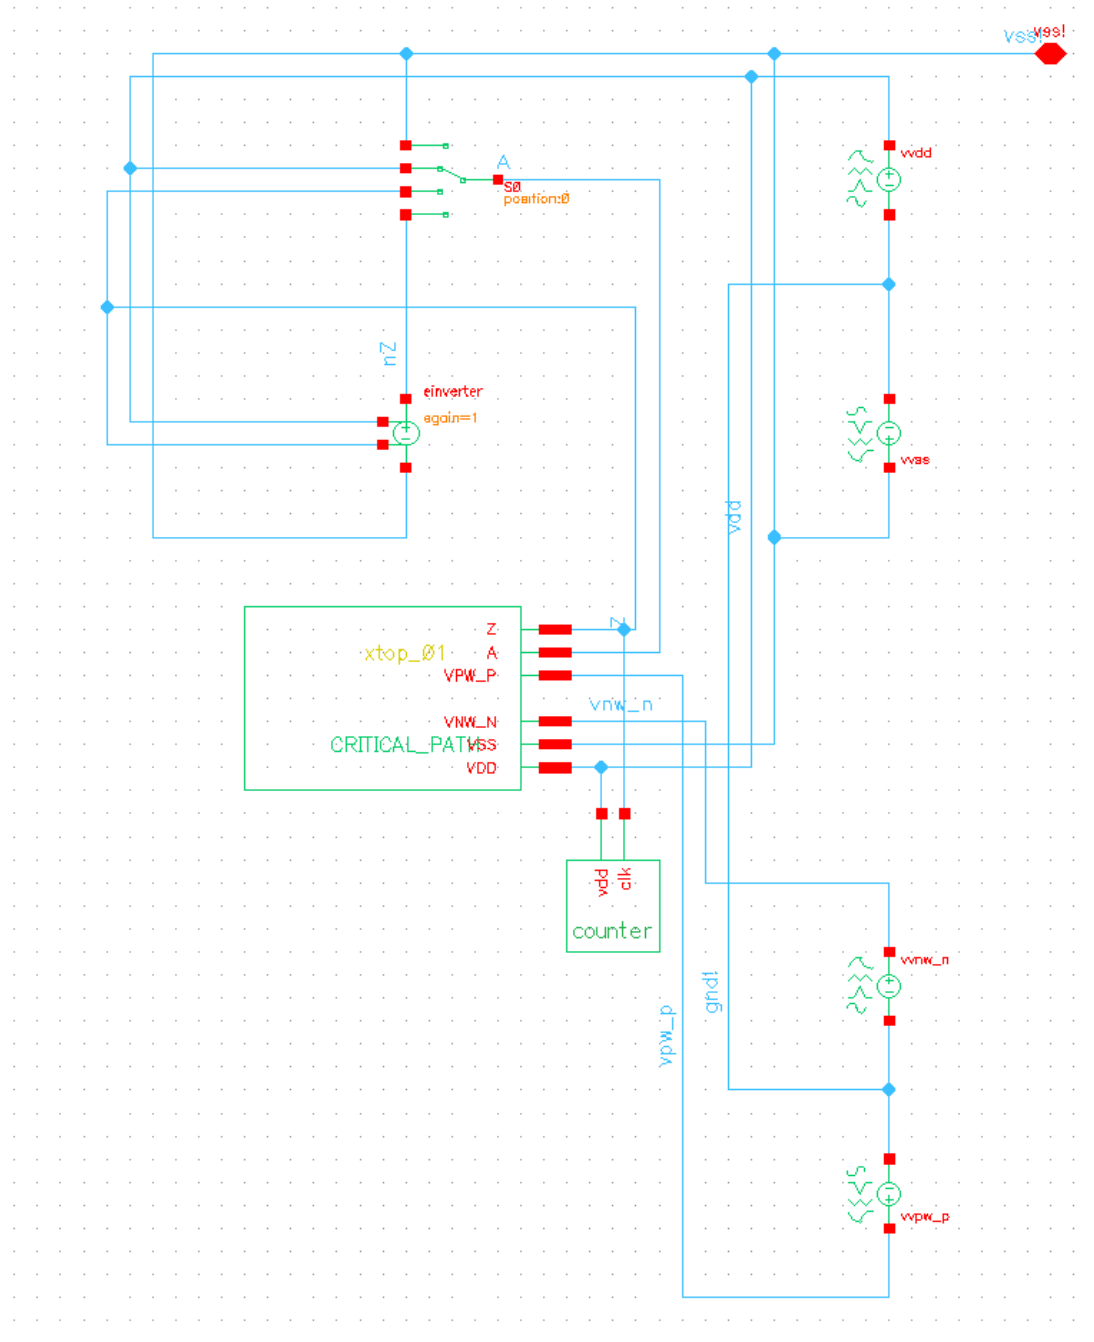 vss!
vss!
vvdd
A
S0
position:0
nZ
einverter
egain=1
vvss
vdd
Z
Z
xtop_01
A
VPW_P
vnw_n
VNW_N
CRITICAL_PATH
VSS
VDD
vdd
clk
counter
vvnw_n
gnd!
vpw_p
vvpw_p